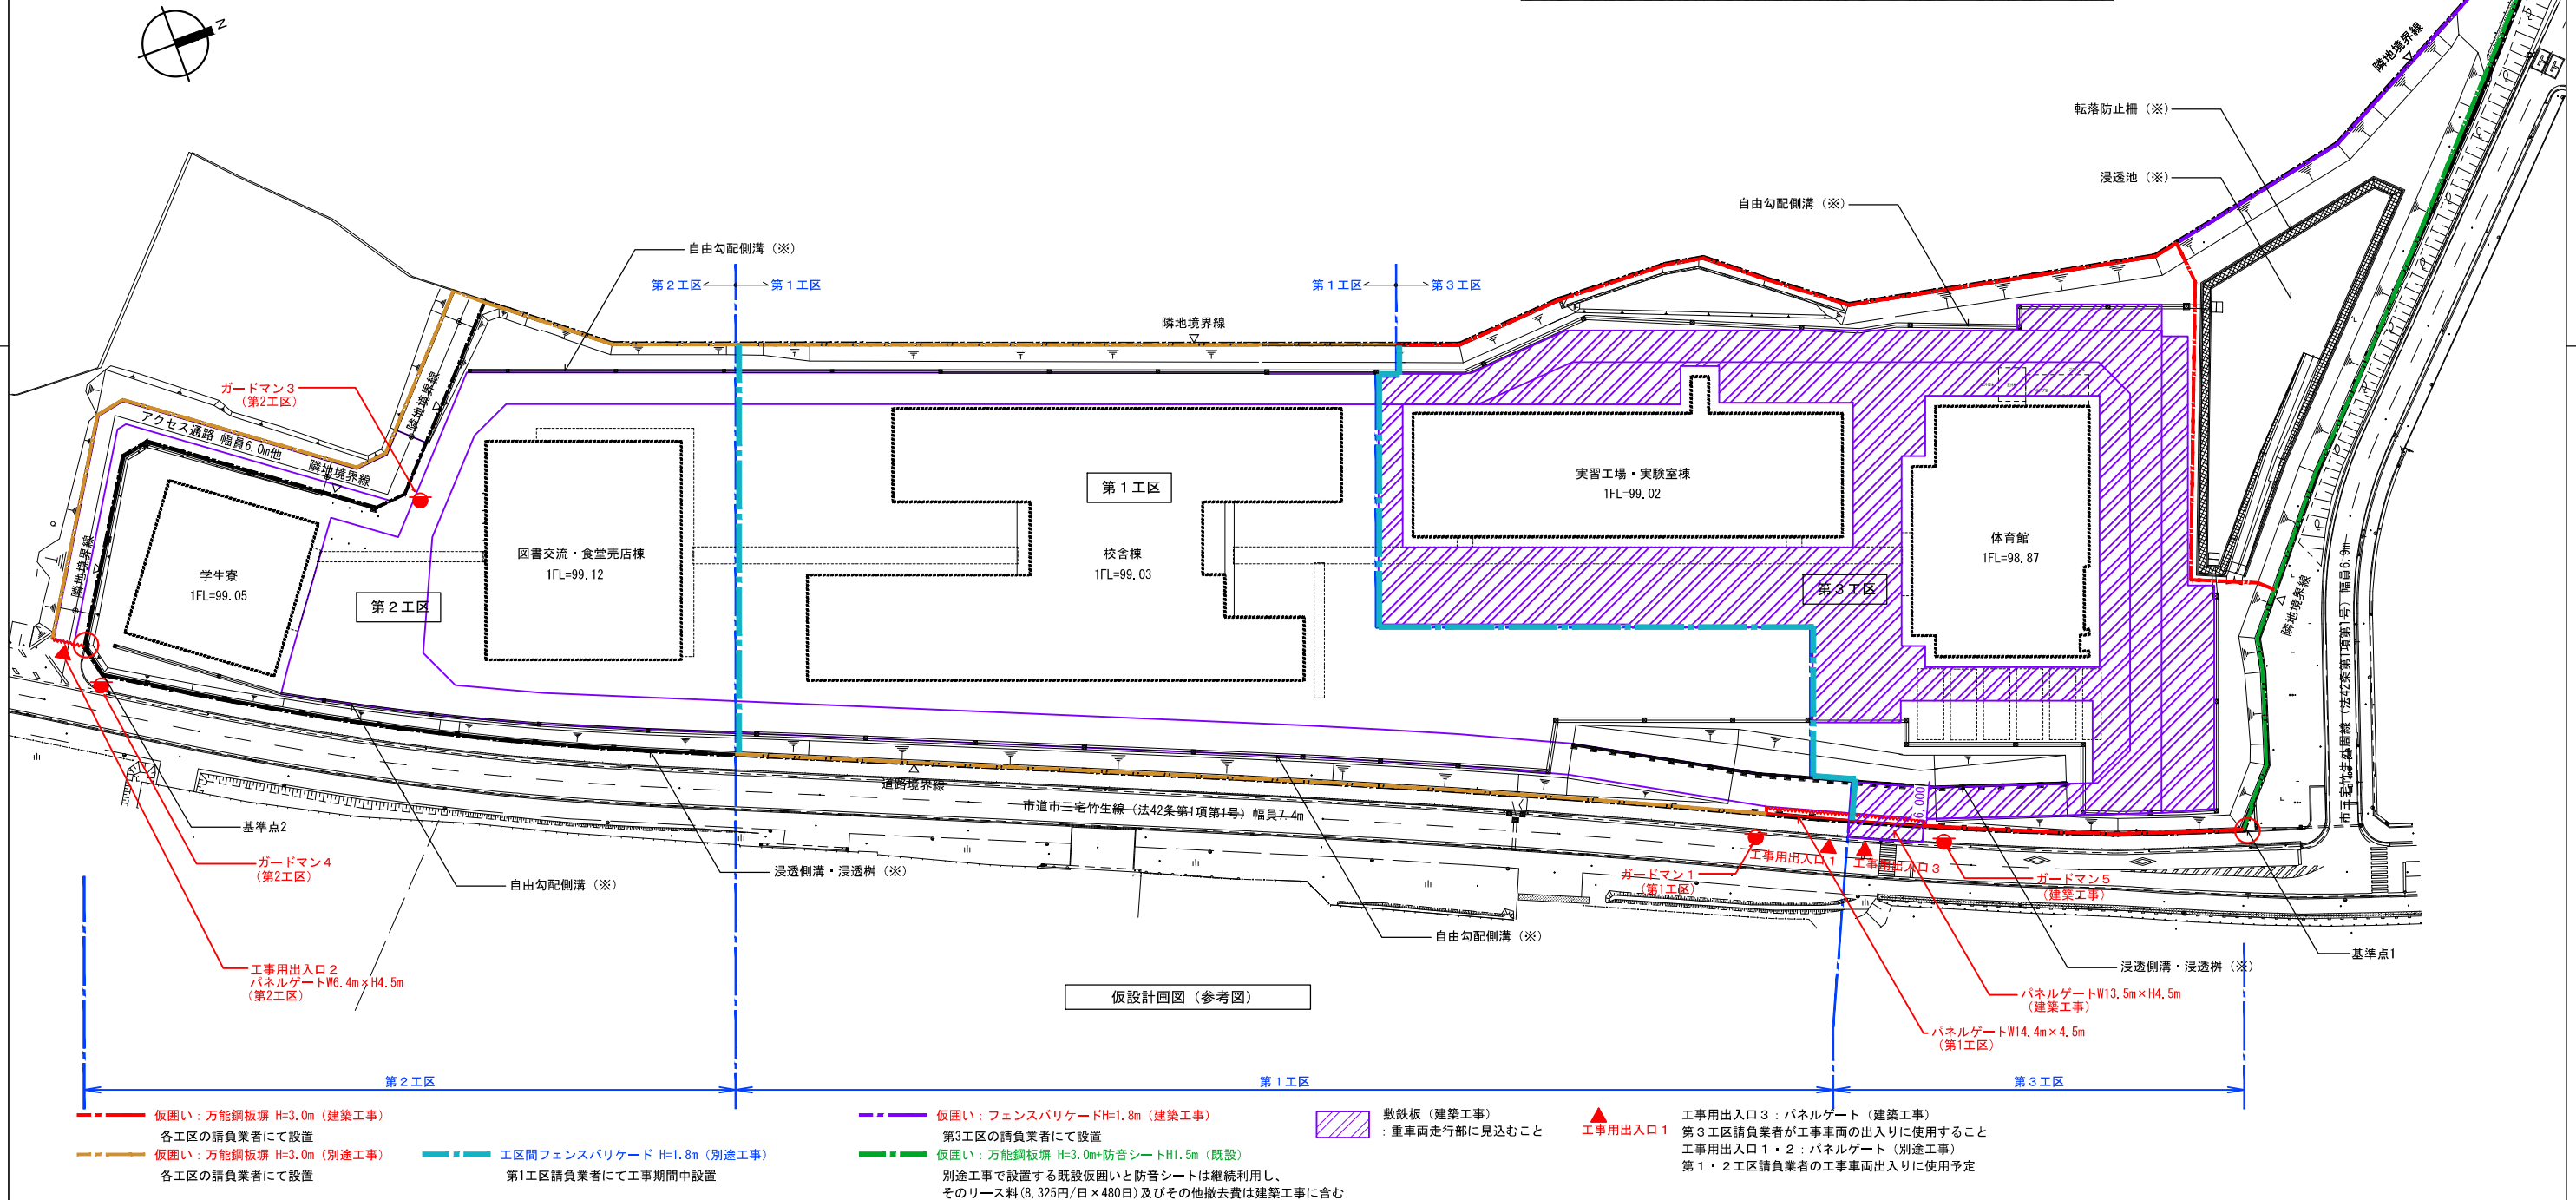 N
隣地境界線
転落防止柵（※）
浸透池（※）
自由勾配側溝（※）
自由勾配側溝（※）
第２工区
第１工区
第１工区
第３工区
隣地境界線
ガードマン３
（第2工区）
隣地境界線
アクセス通路 幅員6.0m他
隣地境界線
隣地境界線
学生寮
1FL=99.05
第２工区
図書交流・食堂売店棟
1FL=99.12
第１工区
校舎棟
1FL=99.03
実習工場・実験室棟
1FL=99.02
体育館
1FL=98.87
第３工区
隣地境界線
市道市三宅竹生線（法42条第1項第1号）幅員7.4m
道路境界線
6,000
基準点2
ガードマン４
（第2工区）
自由勾配側溝（※）
浸透側溝・浸透桝（※）
工事用出入口１
工事用出入口３
ガードマン１
（第1工区）
ガードマン５
（建築工事）
自由勾配側溝（※）
基準点1
浸透側溝・浸透桝（※）
工事用出入口２
パネルゲートW6.4m×H4.5m
（第2工区）
仮設計画図（参考図）
パネルゲートW13.5m×H4.5m
（建築工事）
パネルゲートW14.4m×4.5m
（第1工区）
第２工区
第１工区
第３工区
仮囲い：万能鋼板塀 H=3.0m（建築工事）
各工区の請負業者にて設置
仮囲い：万能鋼板塀 H=3.0m（別途工事）
各工区の請負業者にて設置
工区間フェンスバリケード H=1.8m（別途工事）
第1工区請負業者にて工事期間中設置
仮囲い：フェンスバリケードH=1.8m（建築工事）
第3工区の請負業者にて設置
仮囲い：万能鋼板塀 H=3.0m+防音シートH1.5m（既設）
別途工事で設置する既設仮囲いと防音シートは継続利用し、
そのリース料(8,325円/日×480日)及びその他撤去費は建築工事に含む
敷鉄板（建築工事）
：重車両走行部に見込むこと
工事用出入口１
工事用出入口３：パネルゲート（建築工事）
第３工区請負業者が工事車両の出入りに使用すること
工事用出入口１・２：パネルゲート（別途工事）
第１・２工区請負業者の工事車両出入りに使用予定